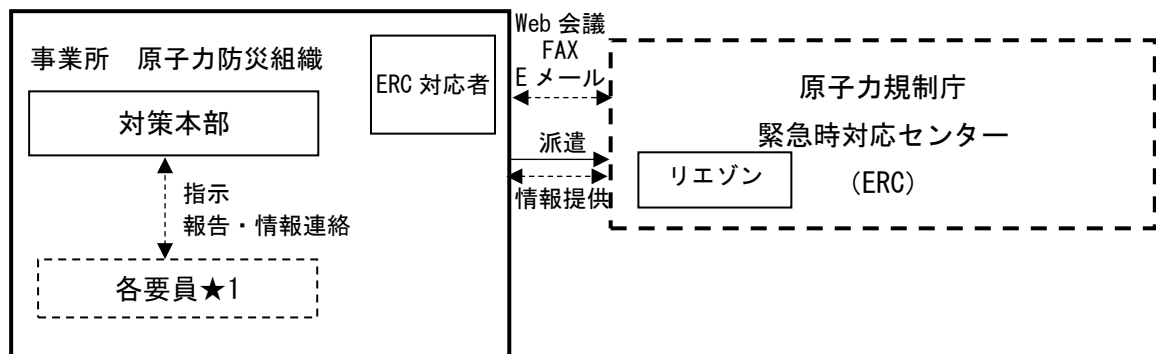 事業所　原子力防災組織
対策本部
指示
報告・情報連絡
各要員★1
ERC 対応者
Web 会議
FAX
E メール
派遣
情報提供
原子力規制庁
緊急時対応センター
（ERC）
リエゾン